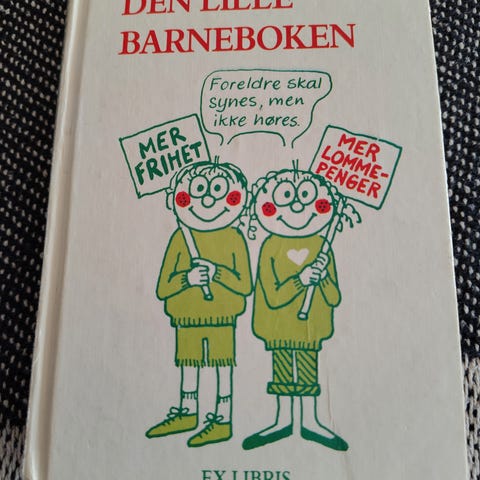 DEN LILLE
BARNEBOKEN
Foreldre skal
synes, men
ikke høres.
MER
FRIHET
MER
LOMME-
PENGER
EX LIBRIS